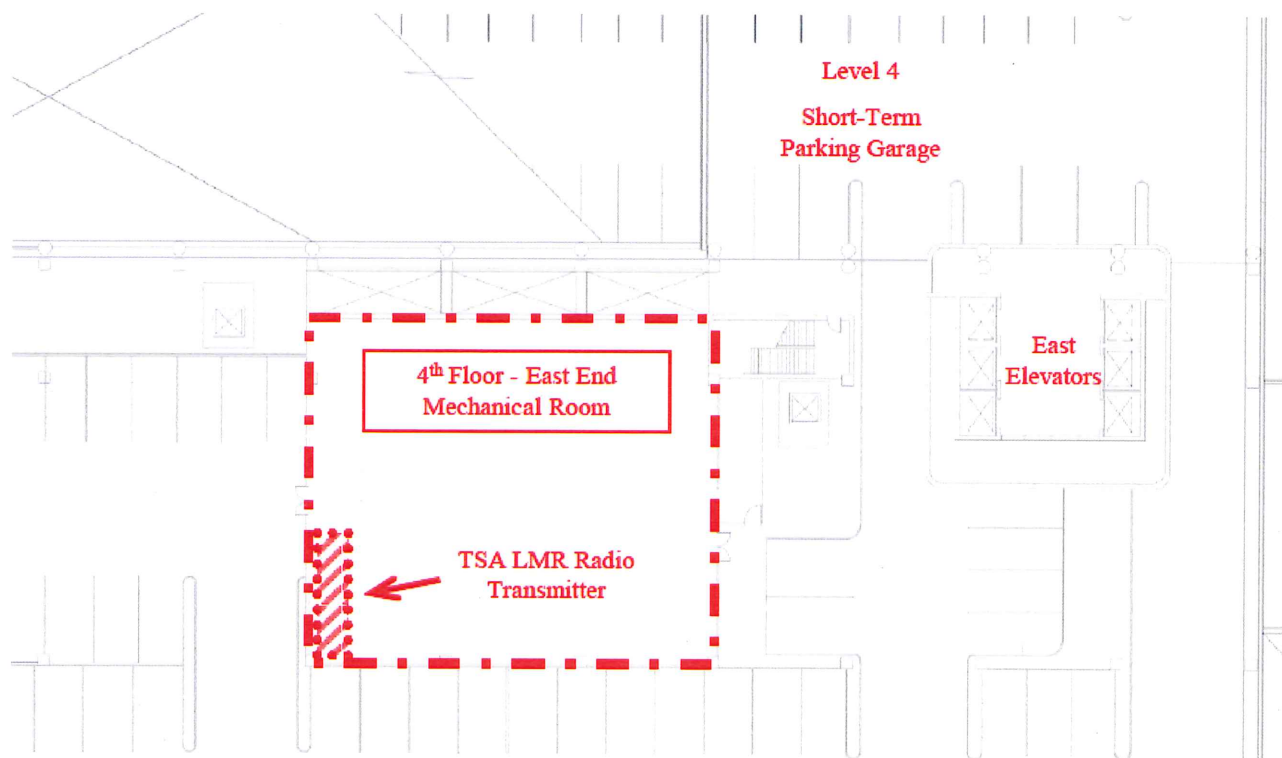 Level 4
Short-Term
Parking Garage
East
Elevators
4th Floor - East End
Mechanical Room
TSA LMR Radio
Transmitter